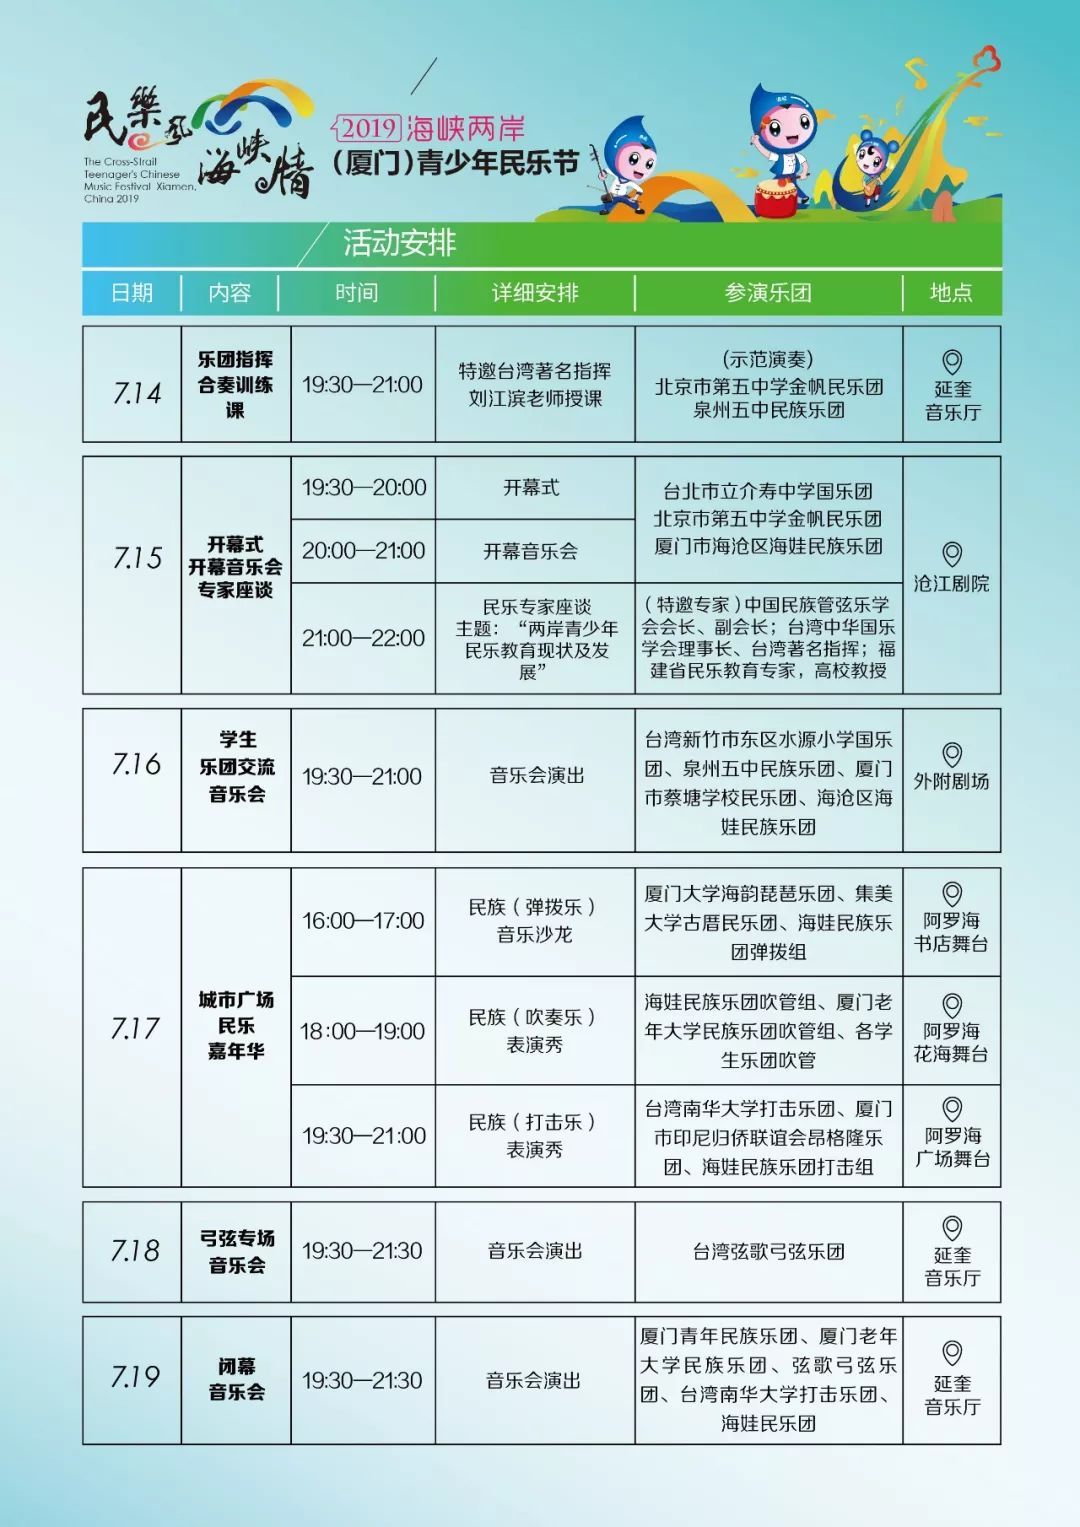 民樂风
海峡情
The Cross-Strait
Teenager's Chinese
Music Festival Xiamen,
China 2019
2019 海峡两岸
(厦门)青少年民乐节
活动安排
日期 内容 时间 详细安排 参演乐团 地点
7.14
乐团指挥
合奏训练
课
19:30—21:00
特邀台湾著名指挥
刘江滨老师授课
(示范演奏)
北京市第五中学金帆民乐团
泉州五中民族乐团
延奎
音乐厅
7.15
开幕式
开幕音乐会
专家座谈
19:30—20:00
开幕式
20:00—21:00
开幕音乐会
台北市立介寿中学国乐团
北京市第五中学金帆民乐团
厦门市海沧区海娃民族乐团
21:00—22:00
民乐专家座谈
主题：“两岸青少年
民乐教育现状及发
展”
（特邀专家）中国民族管弦乐学
会会长、副会长；台湾中华国乐
学会理事长、台湾著名指挥；福
建省民乐教育专家，高校教授
沧江剧院
7.16
学生
乐团交流
音乐会
19:30—21:00
音乐会演出
台湾新竹市东区水源小学国乐
团、泉州五中民族乐团、厦门
市蔡塘学校民乐团、海沧区海
娃民族乐团
外附剧场
7.17
城市广场
民乐
嘉年华
16:00—17:00
民族（弹拨乐）
音乐沙龙
厦门大学海韵琵琶乐团、集美
大学古厝民乐团、海娃民族乐
团弹拨组
阿罗海
书店舞台
18:00—19:00
民族（吹奏乐）
表演秀
海娃民族乐团吹管组、厦门老
年大学民族乐团吹管组、各学
生乐团吹管
阿罗海
花海舞台
19:30—21:00
民族（打击乐）
表演秀
台湾南华大学打击乐团、厦门
市印尼归侨联谊会昂格隆乐
团、海娃民族乐团打击组
阿罗海
广场舞台
7.18
弓弦专场
音乐会
19:30—21:30
音乐会演出
台湾弦歌弓弦乐团
延奎
音乐厅
7.19
闭幕
音乐会
19:30—21:30
音乐会演出
厦门青年民族乐团、厦门老年
大学民族乐团、弦歌弓弦乐
团、台湾南华大学打击乐团、
海娃民乐团
延奎
音乐厅